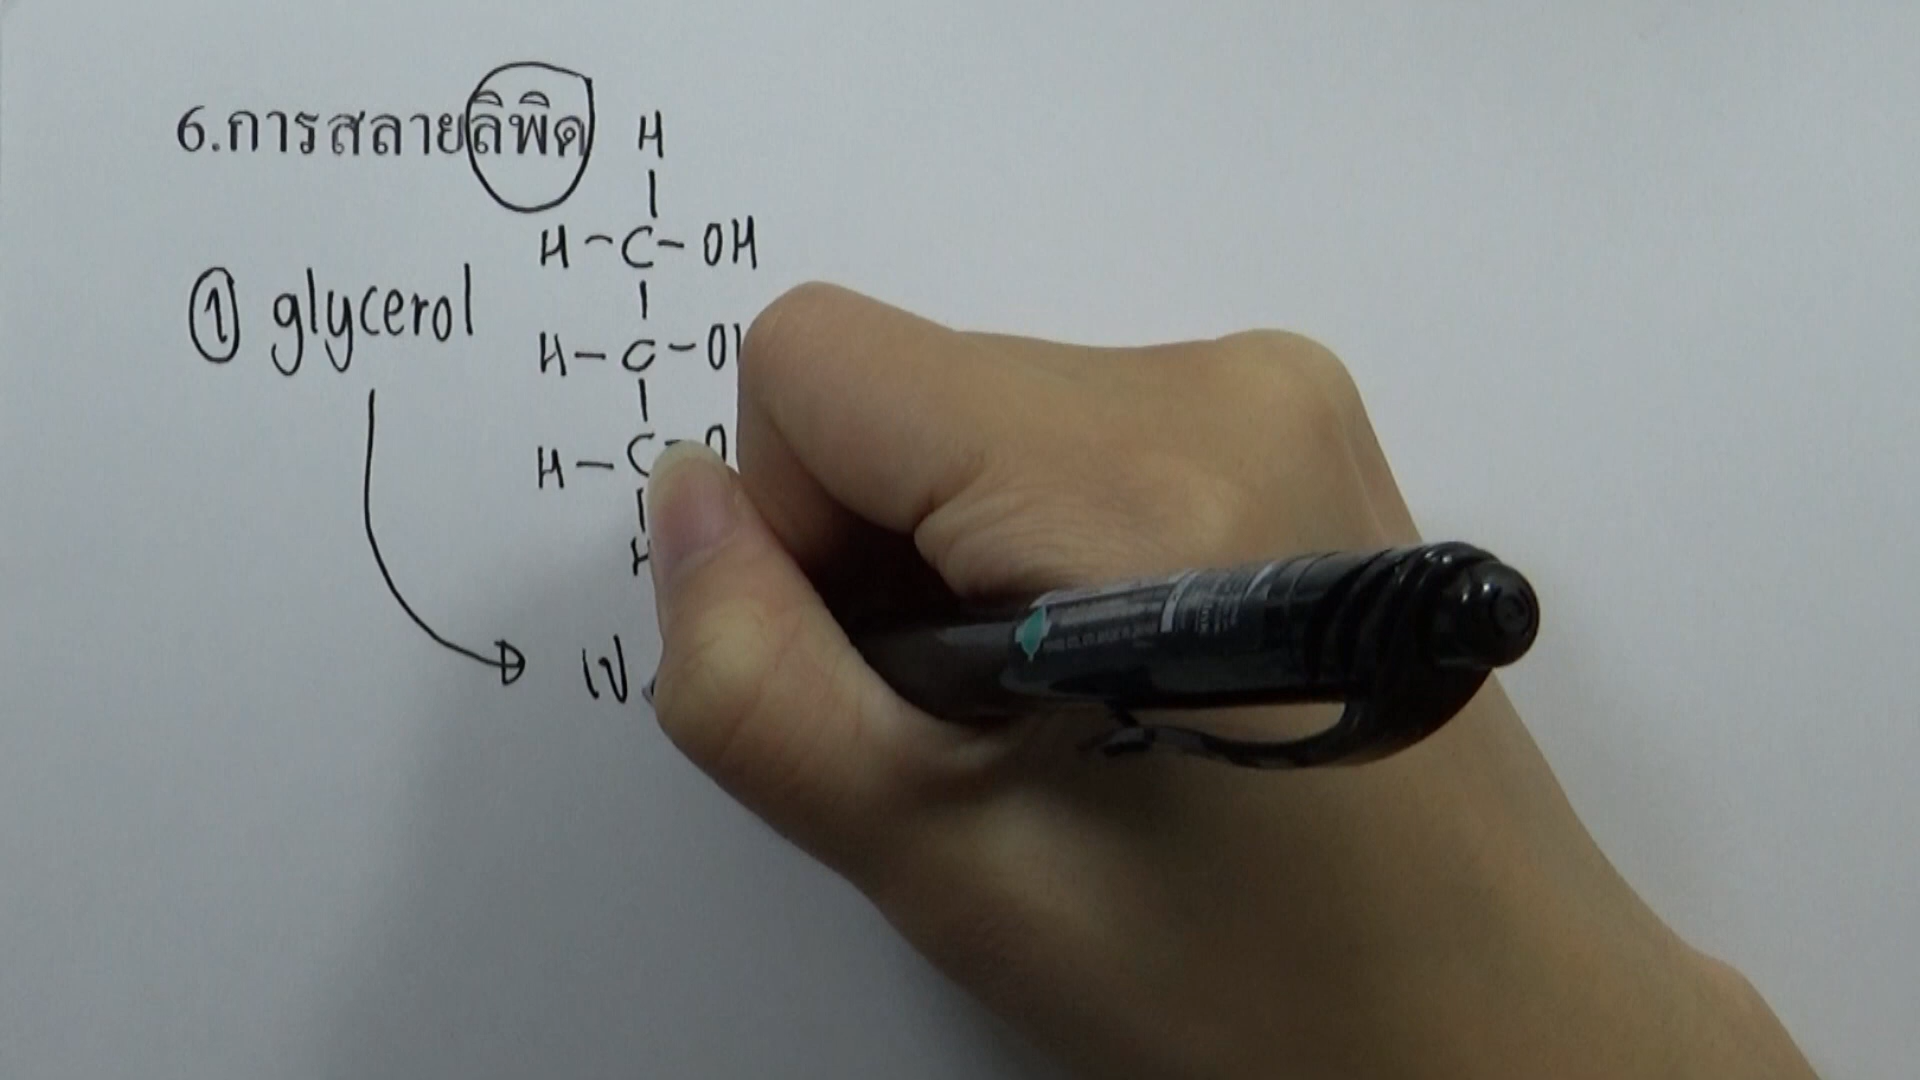 6.การสลายลิพิด
H
H - C - OH
① glycerol
H - C - O
H - C - O
H